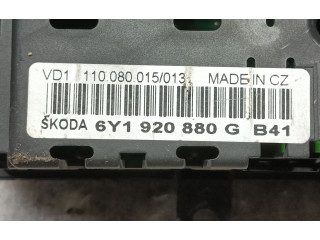 VD1 110.080.015/013 MADE IN CZ
ŠKODA 6Y1 920 880 G B41